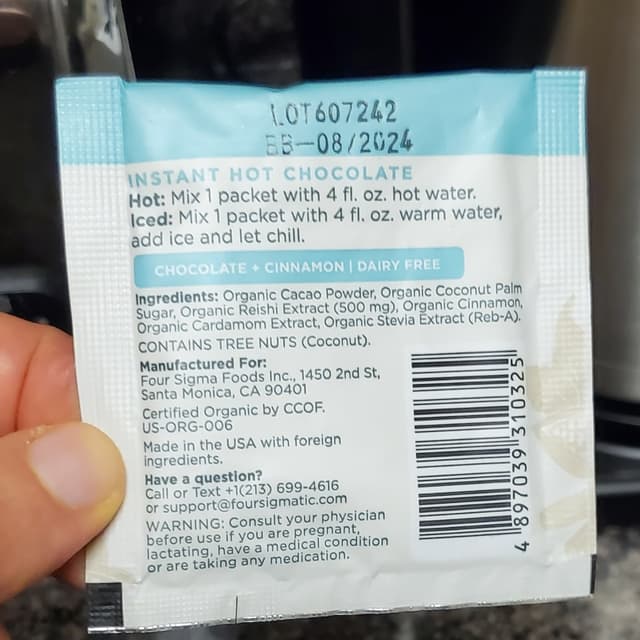 LOT607242
BB-08/2024
INSTANT HOT CHOCOLATE
Hot: Mix 1 packet with 4 fl. oz. hot water.
Iced: Mix 1 packet with 4 fl. oz. warm water,
add ice and let chill.
CHOCOLATE + CINNAMON | DAIRY FREE
Ingredients: Organic Cacao Powder, Organic Coconut Palm
Sugar, Organic Reishi Extract (500 mg), Organic Cinnamon,
Organic Cardamom Extract, Organic Stevia Extract (Reb-A).
CONTAINS TREE NUTS (Coconut).
Manufactured For:
Four Sigma Foods Inc., 1450 2nd St,
Santa Monica, CA 90401
Certified Organic by CCOF.
US-ORG-006
Made in the USA with foreign
ingredients.
Have a question?
Call or Text +1(213) 699-4616
or support@foursigmatic.com
WARNING: Consult your physician
before use if you are pregnant,
lactating, have a medical condition
or are taking any medication.
4 897039 310325